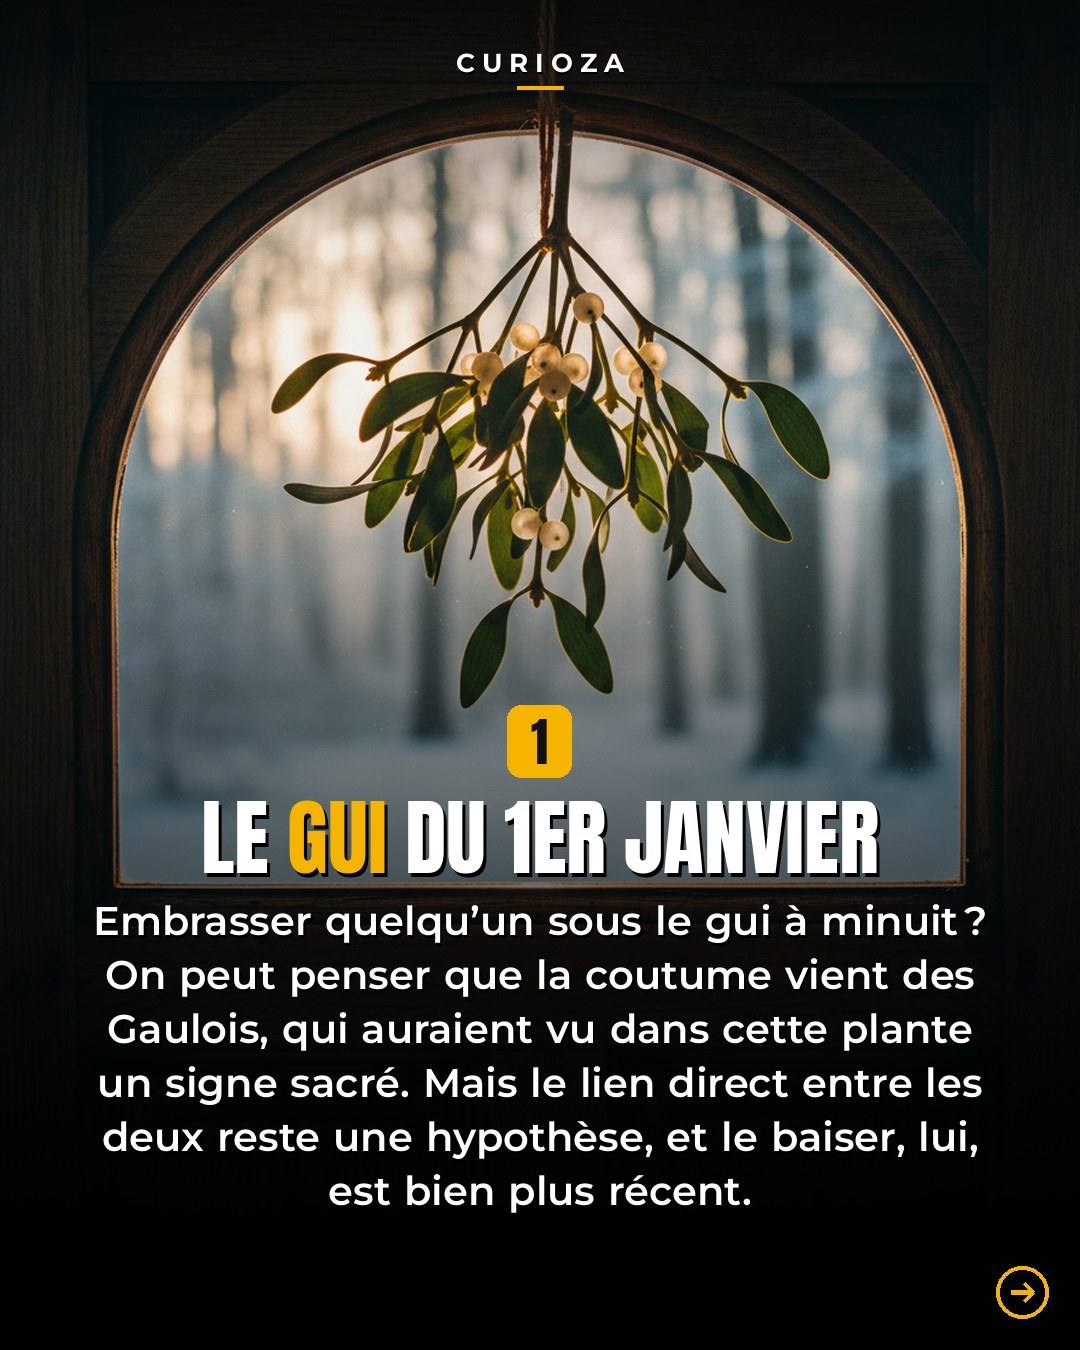 CURIOZA
1
LE GUI DU 1ER JANVIER
Embrasser quelqu’un sous le gui à minuit ?
On peut penser que la coutume vient des
Gaulois, qui auraient vu dans cette plante
un signe sacré. Mais le lien direct entre les
deux reste une hypothèse, et le baiser, lui,
est bien plus récent.